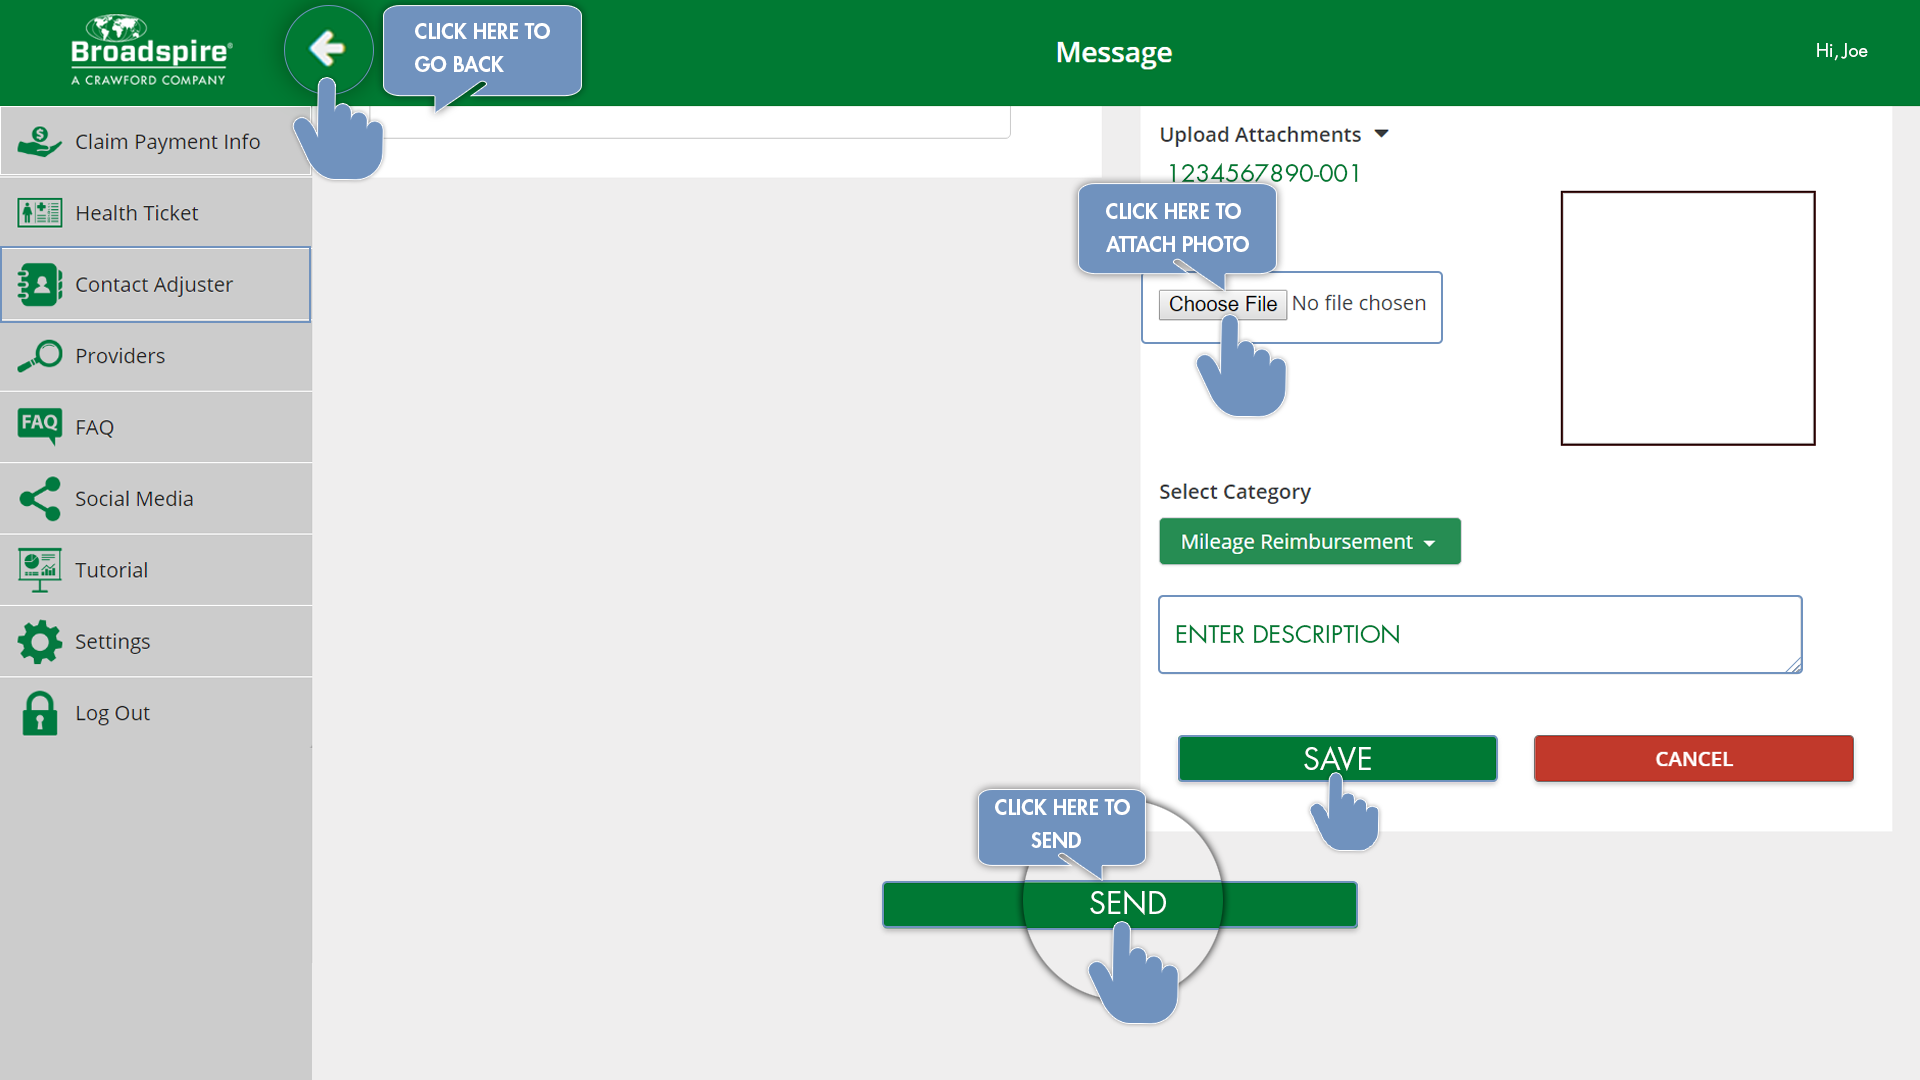 Broadspire®
A CRAWFORD COMPANY
CLICK HERE TO
GO BACK
Message
Hi, Joe
Claim Payment Info
Health Ticket
Contact Adjuster
Providers
FAQ
FAQ
Social Media
Tutorial
Settings
Log Out
Upload Attachments
1234567890-001
CLICK HERE TO
ATTACH PHOTO
Choose File No file chosen
Select Category
Mileage Reimbursement
ENTER DESCRIPTION
SAVE
CANCEL
CLICK HERE TO
SEND
SEND